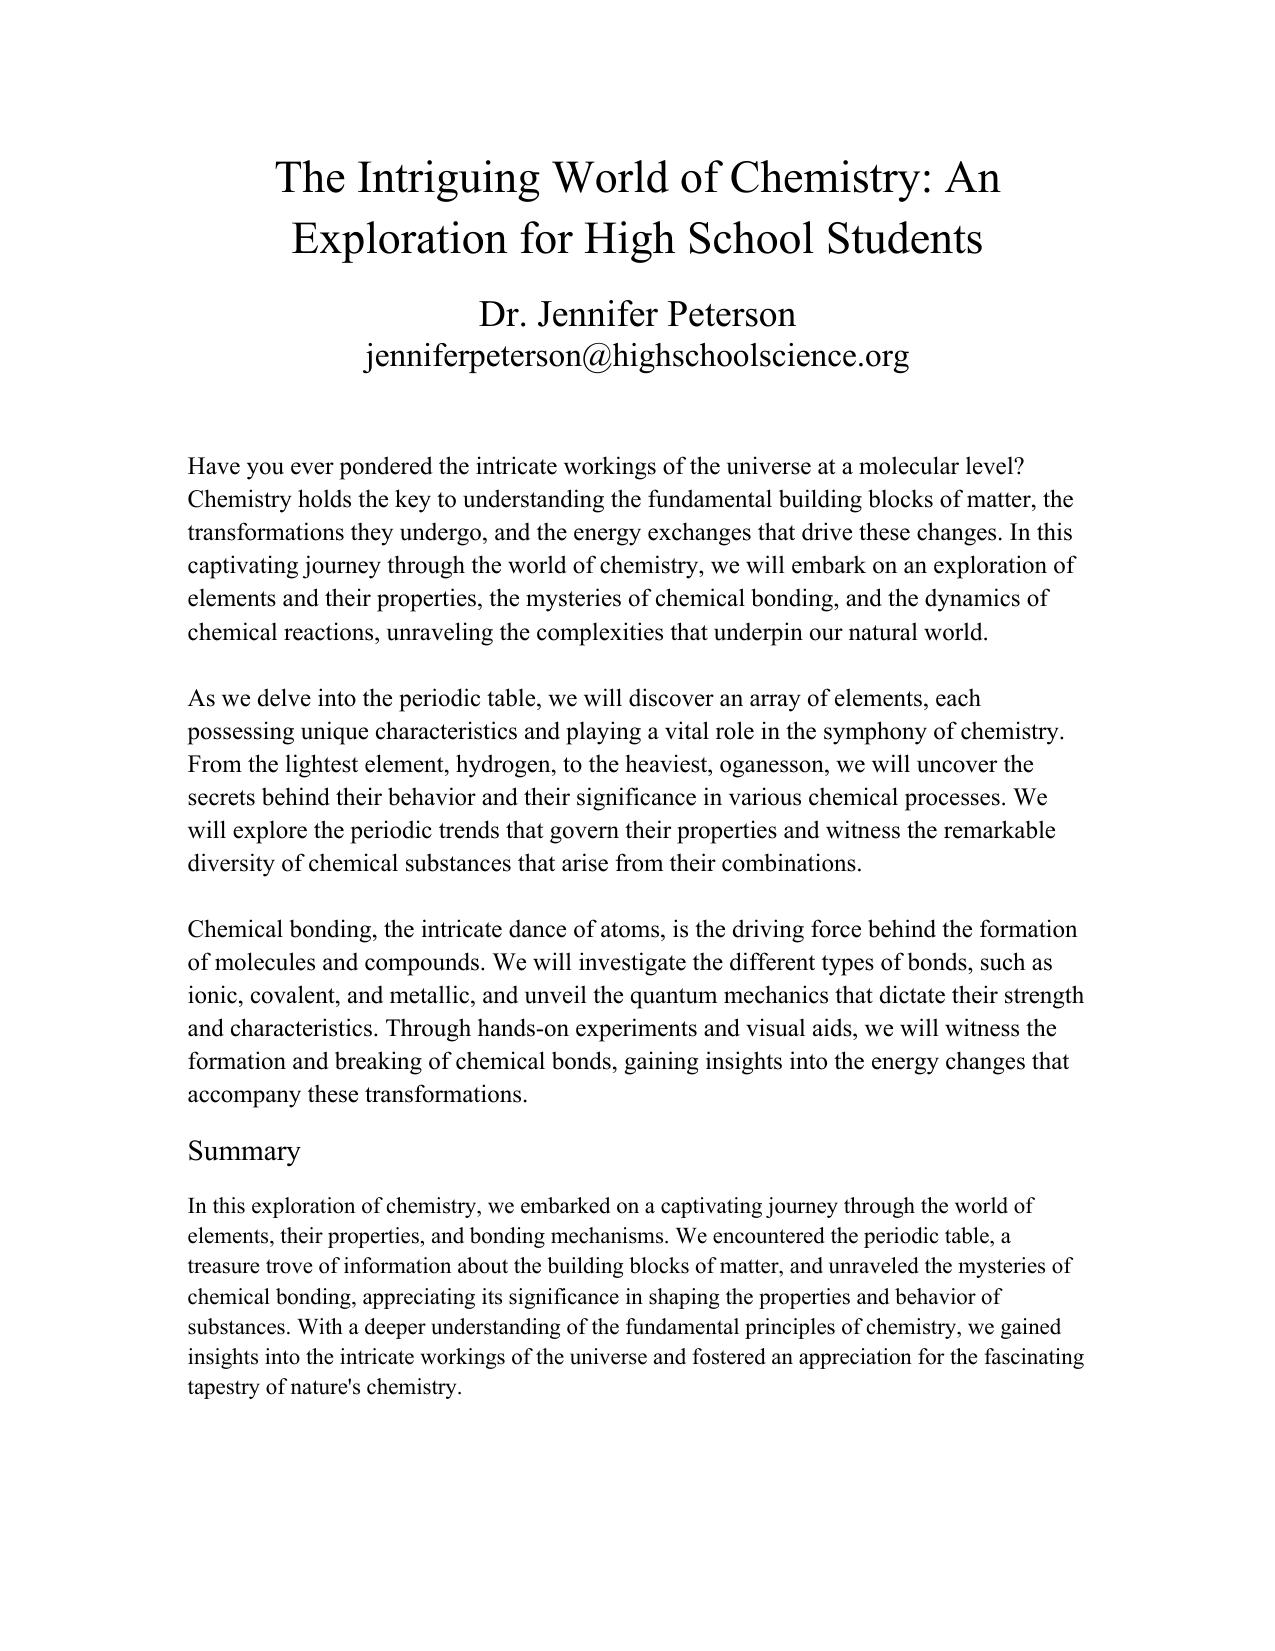 The Intriguing World of Chemistry: An
Exploration for High School Students
Dr. Jennifer Peterson
jenniferpeterson@highschoolscience.org
Have you ever pondered the intricate workings of the universe at a molecular level?
Chemistry holds the key to understanding the fundamental building blocks of matter, the
transformations they undergo, and the energy exchanges that drive these changes. In this
captivating journey through the world of chemistry, we will embark on an exploration of
elements and their properties, the mysteries of chemical bonding, and the dynamics of
chemical reactions, unraveling the complexities that underpin our natural world.
As we delve into the periodic table, we will discover an array of elements, each
possessing unique characteristics and playing a vital role in the symphony of chemistry.
From the lightest element, hydrogen, to the heaviest, oganesson, we will uncover the
secrets behind their behavior and their significance in various chemical processes. We
will explore the periodic trends that govern their properties and witness the remarkable
diversity of chemical substances that arise from their combinations.
Chemical bonding, the intricate dance of atoms, is the driving force behind the formation
of molecules and compounds. We will investigate the different types of bonds, such as
ionic, covalent, and metallic, and unveil the quantum mechanics that dictate their strength
and characteristics. Through hands-on experiments and visual aids, we will witness the
formation and breaking of chemical bonds, gaining insights into the energy changes that
accompany these transformations.
Summary
In this exploration of chemistry, we embarked on a captivating journey through the world of
elements, their properties, and bonding mechanisms. We encountered the periodic table, a
treasure trove of information about the building blocks of matter, and unraveled the mysteries of
chemical bonding, appreciating its significance in shaping the properties and behavior of
substances. With a deeper understanding of the fundamental principles of chemistry, we gained
insights into the intricate workings of the universe and fostered an appreciation for the fascinating
tapestry of nature's chemistry.